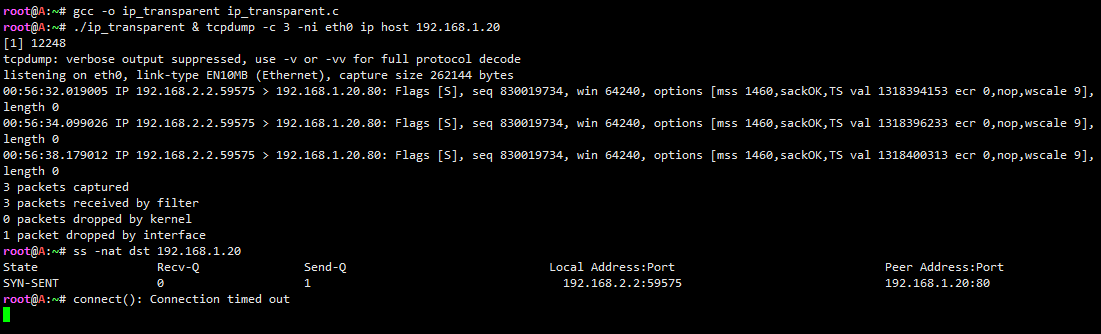 root@A:~# gcc -o ip_transparent ip_transparent.c
root@A:~# ./ip_transparent & tcpdump -c 3 -ni eth0 ip host 192.168.1.20
[1] 12248
tcpdump: verbose output suppressed, use -v or -vv for full protocol decode
listening on eth0, link-type EN10MB (Ethernet), capture size 262144 bytes
00:56:32.019005 IP 192.168.2.2.59575 > 192.168.1.20.80: Flags [S], seq 830019734, win 64240, options [mss 1460,sackOK,TS val 1318394153 ecr 0,nop,wscale 9],
length 0
00:56:34.099026 IP 192.168.2.2.59575 > 192.168.1.20.80: Flags [S], seq 830019734, win 64240, options [mss 1460,sackOK,TS val 1318396233 ecr 0,nop,wscale 9],
length 0
00:56:38.179012 IP 192.168.2.2.59575 > 192.168.1.20.80: Flags [S], seq 830019734, win 64240, options [mss 1460,sackOK,TS val 1318400313 ecr 0,nop,wscale 9],
length 0
3 packets captured
3 packets received by filter
0 packets dropped by kernel
1 packet dropped by interface
root@A:~# ss -nat dst 192.168.1.20
State Recv-Q Send-Q Local Address:Port Peer Address:Port
SYN-SENT 0 1 192.168.2.2:59575 192.168.1.20:80
root@A:~# connect(): Connection timed out